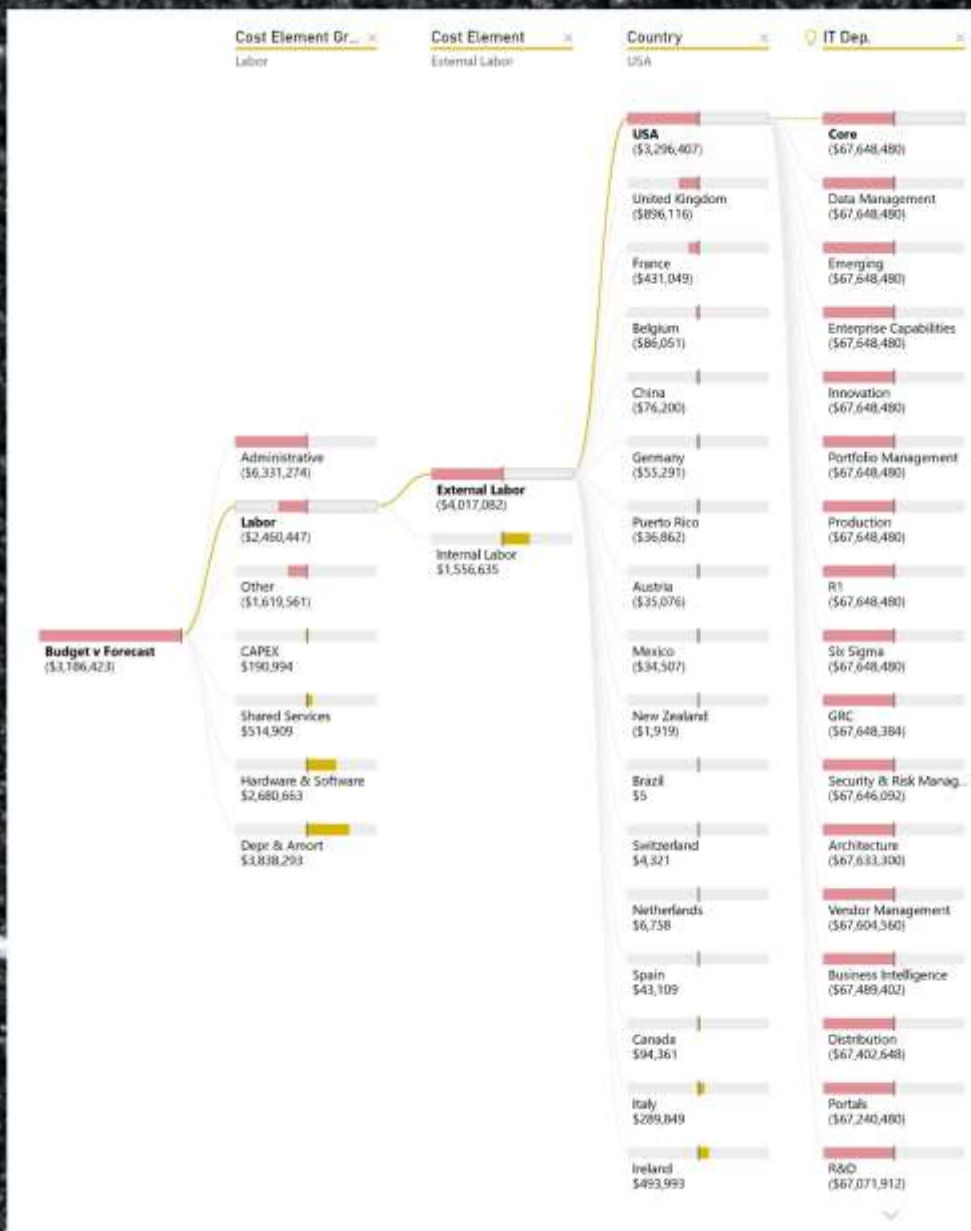 Cost Element Gr... ×
Labor
Cost Element ×
External Labor
Country ×
USA
IT Dep. ×
Budget v Forecast
($3,186,423)
Administrative
($6,331,274)
Labor
($2,460,447)
Other
($1,619,561)
CAPEX
$190,994
Shared Services
$514,909
Hardware & Software
$2,680,663
Depr & Amort
$3,838,293
External Labor
($4,017,082)
Internal Labor
$1,556,635
USA
($3,296,407)
United Kingdom
($896,116)
France
($431,049)
Belgium
($86,051)
China
($76,200)
Germany
($55,291)
Puerto Rico
($36,862)
Austria
($35,076)
Mexico
($34,507)
New Zealand
($1,919)
Brazil
$5
Switzerland
$4,321
Netherlands
$6,758
Spain
$43,109
Canada
$94,361
Italy
$289,849
Ireland
$493,993
Core
($67,648,480)
Data Management
($67,648,480)
Emerging
($67,648,480)
Enterprise Capabilities
($67,648,480)
Innovation
($67,648,480)
Portfolio Management
($67,648,480)
Production
($67,648,480)
R1
($67,648,480)
Six Sigma
($67,648,480)
GRC
($67,648,384)
Security & Risk Manag...
($67,646,092)
Architecture
($67,633,300)
Vendor Management
($67,604,560)
Business Intelligence
($67,489,402)
Distribution
($67,402,648)
Portals
($67,240,480)
R&D
($67,071,912)